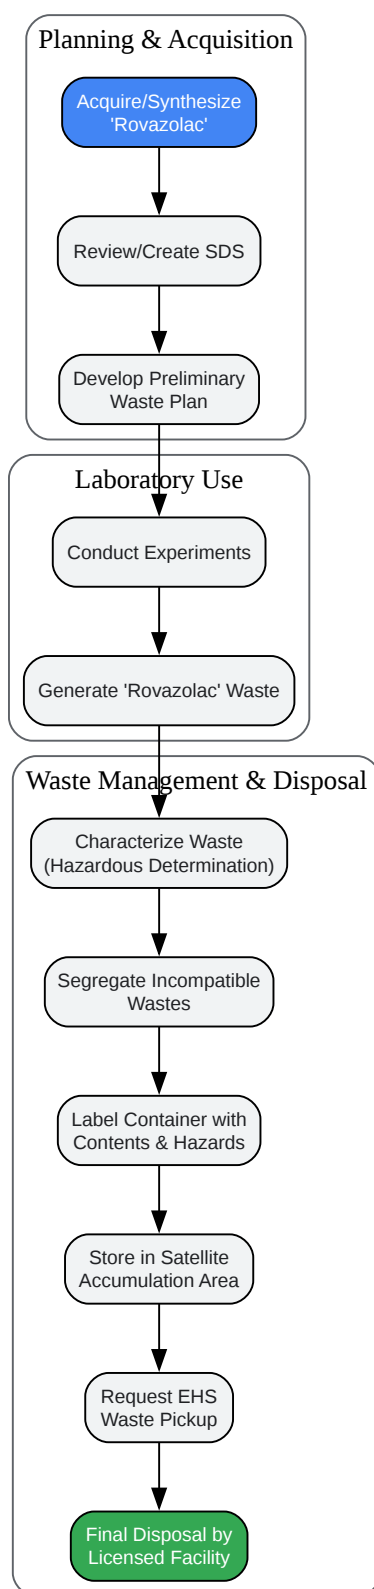 Planning & Acquisition
Acquire/Synthesize
'Rovazolac'
Review/Create SDS
Develop Preliminary
Waste Plan
Laboratory Use
Conduct Experiments
Generate 'Rovazolac' Waste
Waste Management & Disposal
Characterize Waste
(Hazardous Determination)
Segregate Incompatible
Wastes
Label Container with
Contents & Hazards
Store in Satellite
Accumulation Area
Request EHS
Waste Pickup
Final Disposal by
Licensed Facility